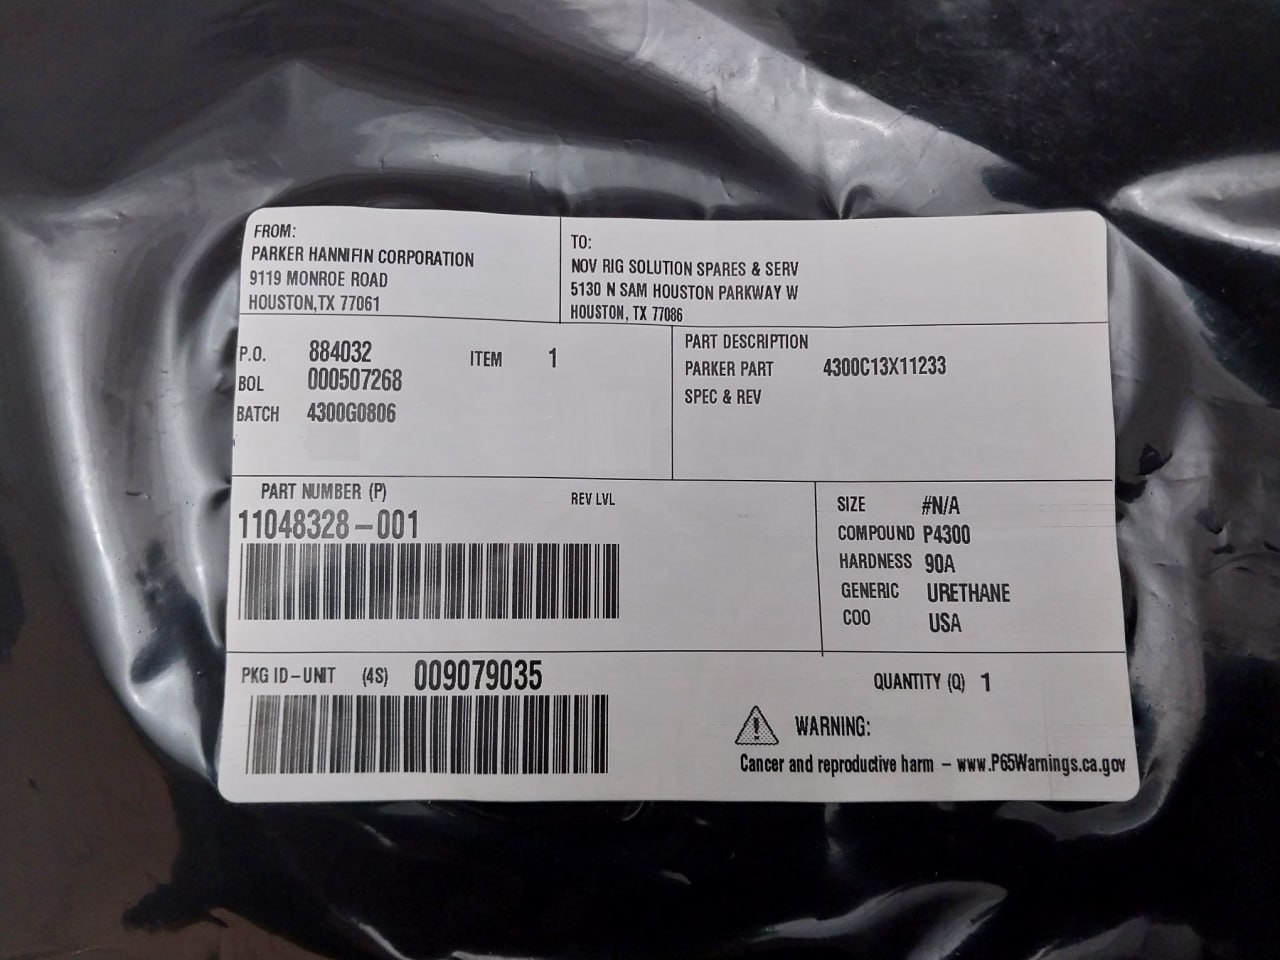 FROM:
PARKER HANNIFIN CORPORATION
9119 MONROE ROAD
HOUSTON,TX 77061
TO:
NOV RIG SOLUTION SPARES & SERV
5130 N SAM HOUSTON PARKWAY W
HOUSTON, TX 77086
P.O. 884032 ITEM 1
BOL 000507268
BATCH 4300G0806
PART DESCRIPTION
PARKER PART 4300C13X11233
SPEC & REV
PART NUMBER (P) REV LVL
11048328-001
SIZE #N/A
COMPOUND P4300
HARDNESS 90A
GENERIC URETHANE
COO USA
PKG ID-UNIT (4S) 009079035
QUANTITY (Q) 1
WARNING:
Cancer and reproductive harm - www.P65Warnings.ca.gov